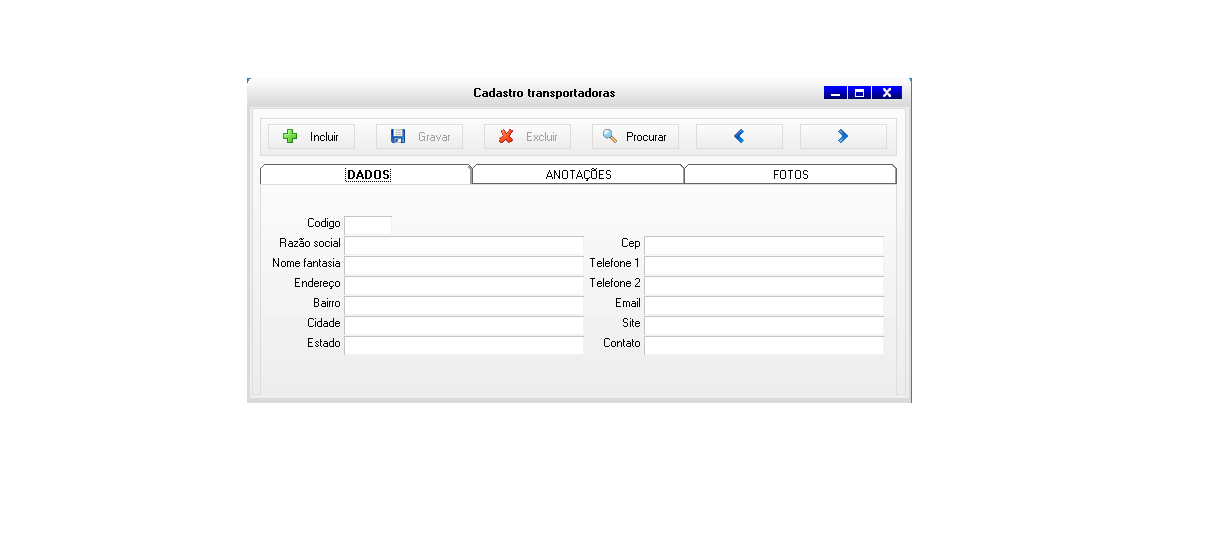 Cadastro transportadoras
Incluir Gravar Excluir Procurar
DADOS ANOTAÇÕES FOTOS
Codigo
Razão social Cep
Nome fantasia Telefone 1
Endereço Telefone 2
Bairro Email
Cidade Site
Estado Contato